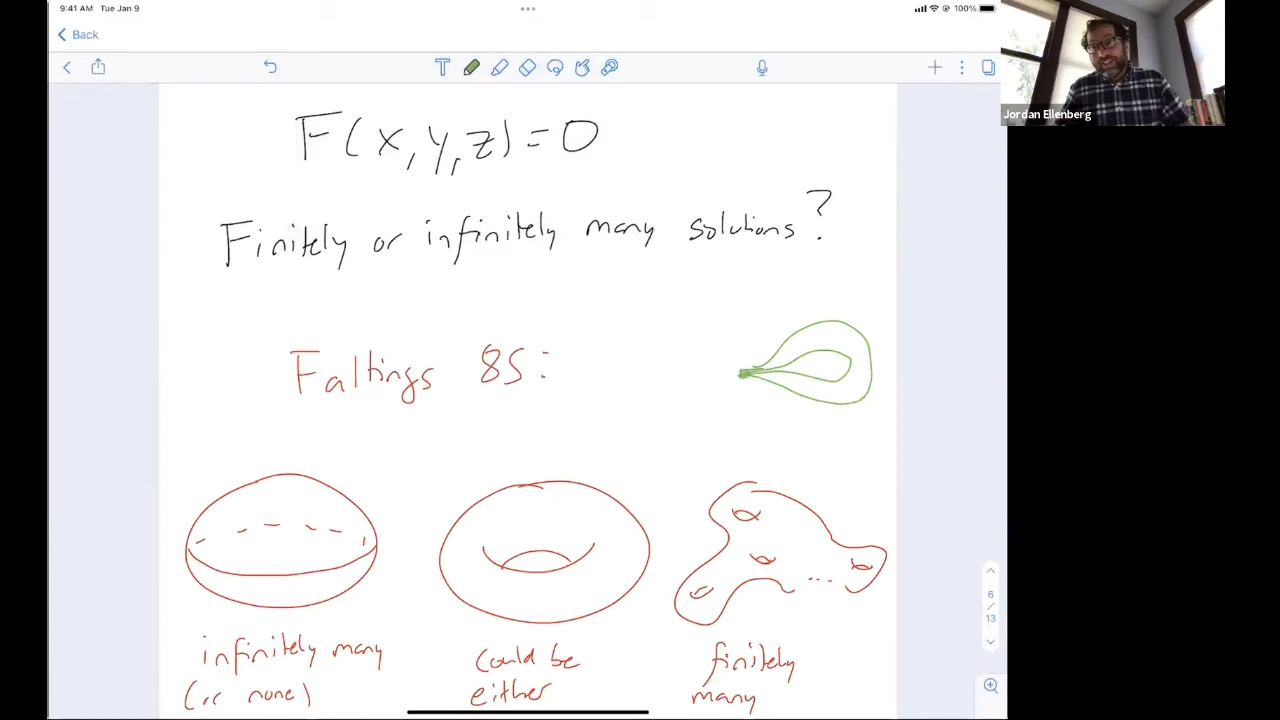 9:41 AM Tue Jan 9
100%
Back
Jordan Ellenberg
F(x,y,z)=0
Finitely or infinitely many solutions?
Faltings 85:
...
infinitely many
(or none)
could be
either
finitely
many
6
/
13